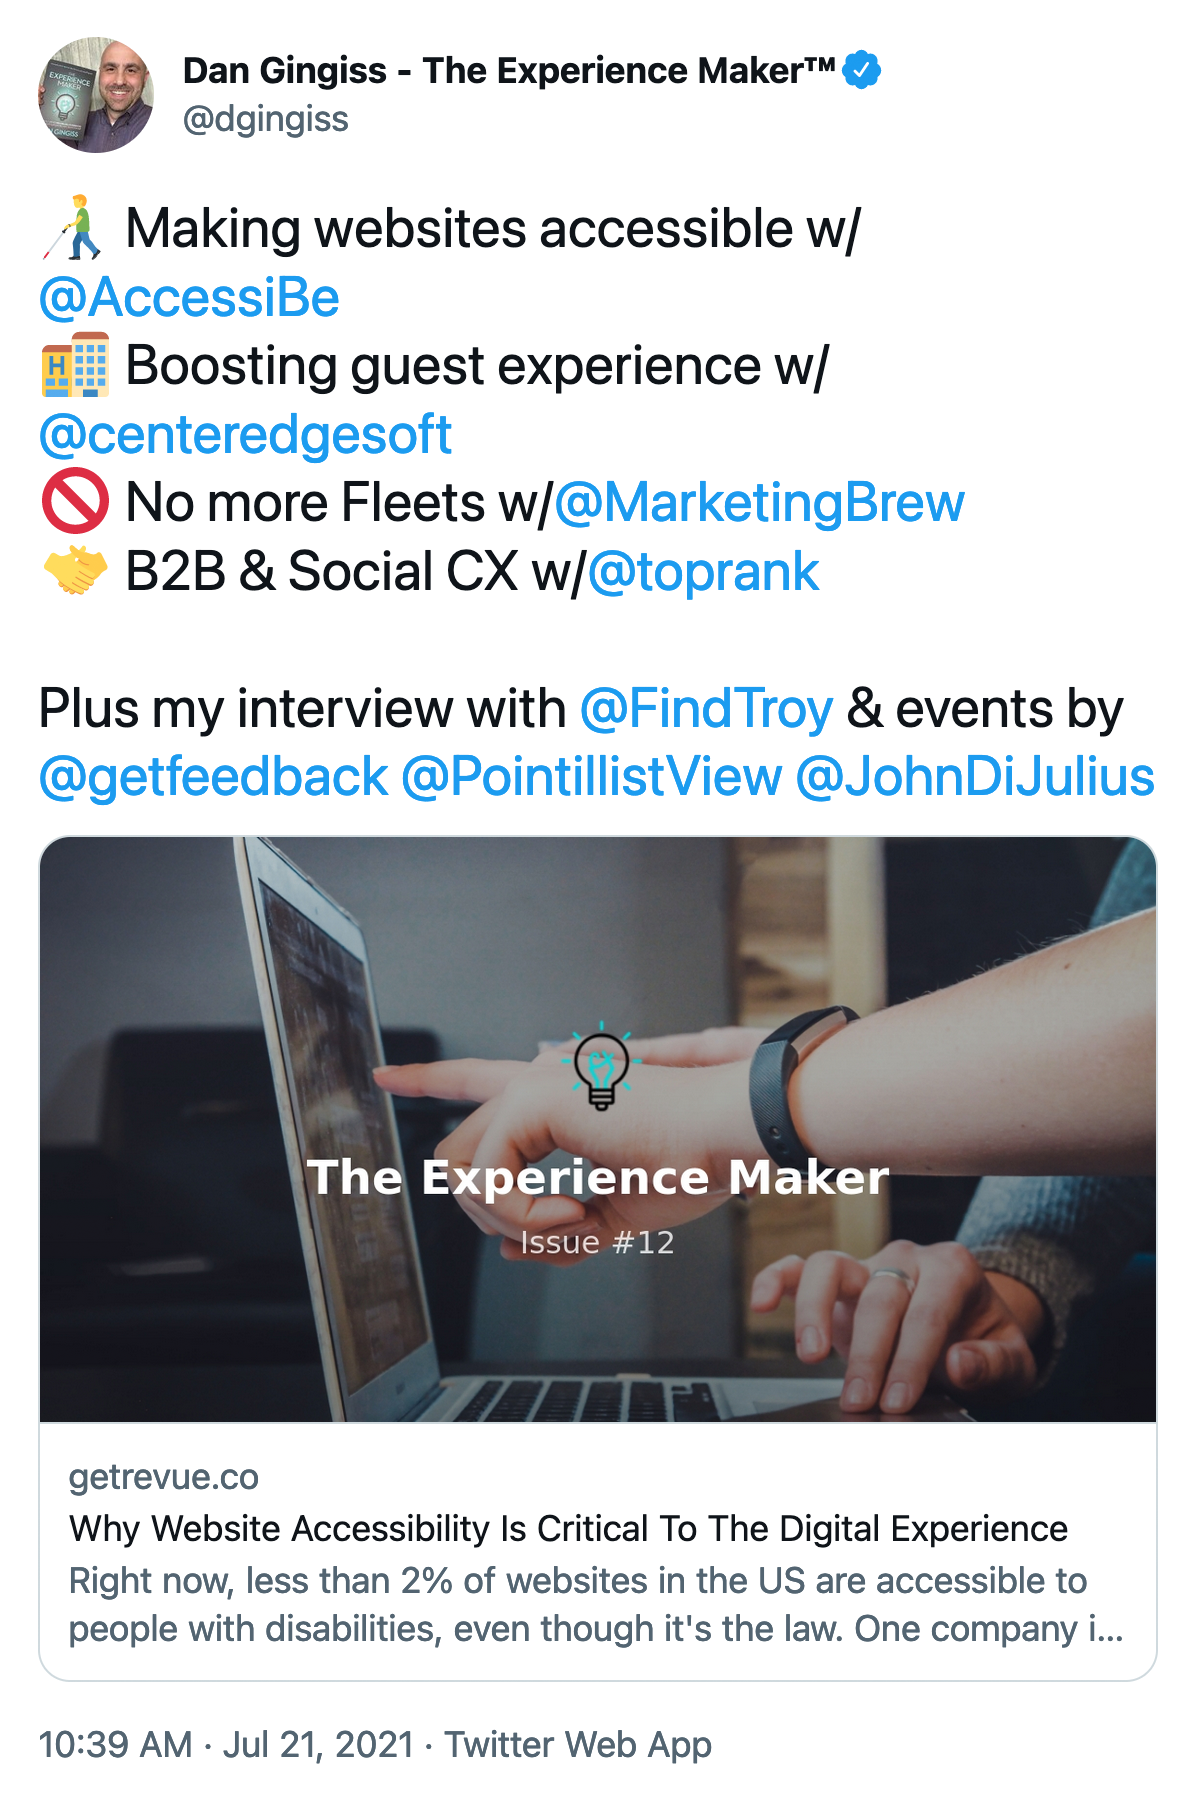 Dan Gingiss - The Experience Maker™
@dgingiss
EXPERIENCE
MAKER
GINGISS
Making websites accessible w/
@AccessiBe
H Boosting guest experience w/
@centeredgesoft
No more Fleets w/@MarketingBrew
B2B & Social CX w/@toprank
Plus my interview with @FindTroy & events by
@getfeedback @PointillistView @JohnDiJulius
The Experience Maker
Issue #12
getrevue.co
Why Website Accessibility Is Critical To The Digital Experience
Right now, less than 2% of websites in the US are accessible to
people with disabilities, even though it's the law. One company i...
10:39 AM · Jul 21, 2021 · Twitter Web App